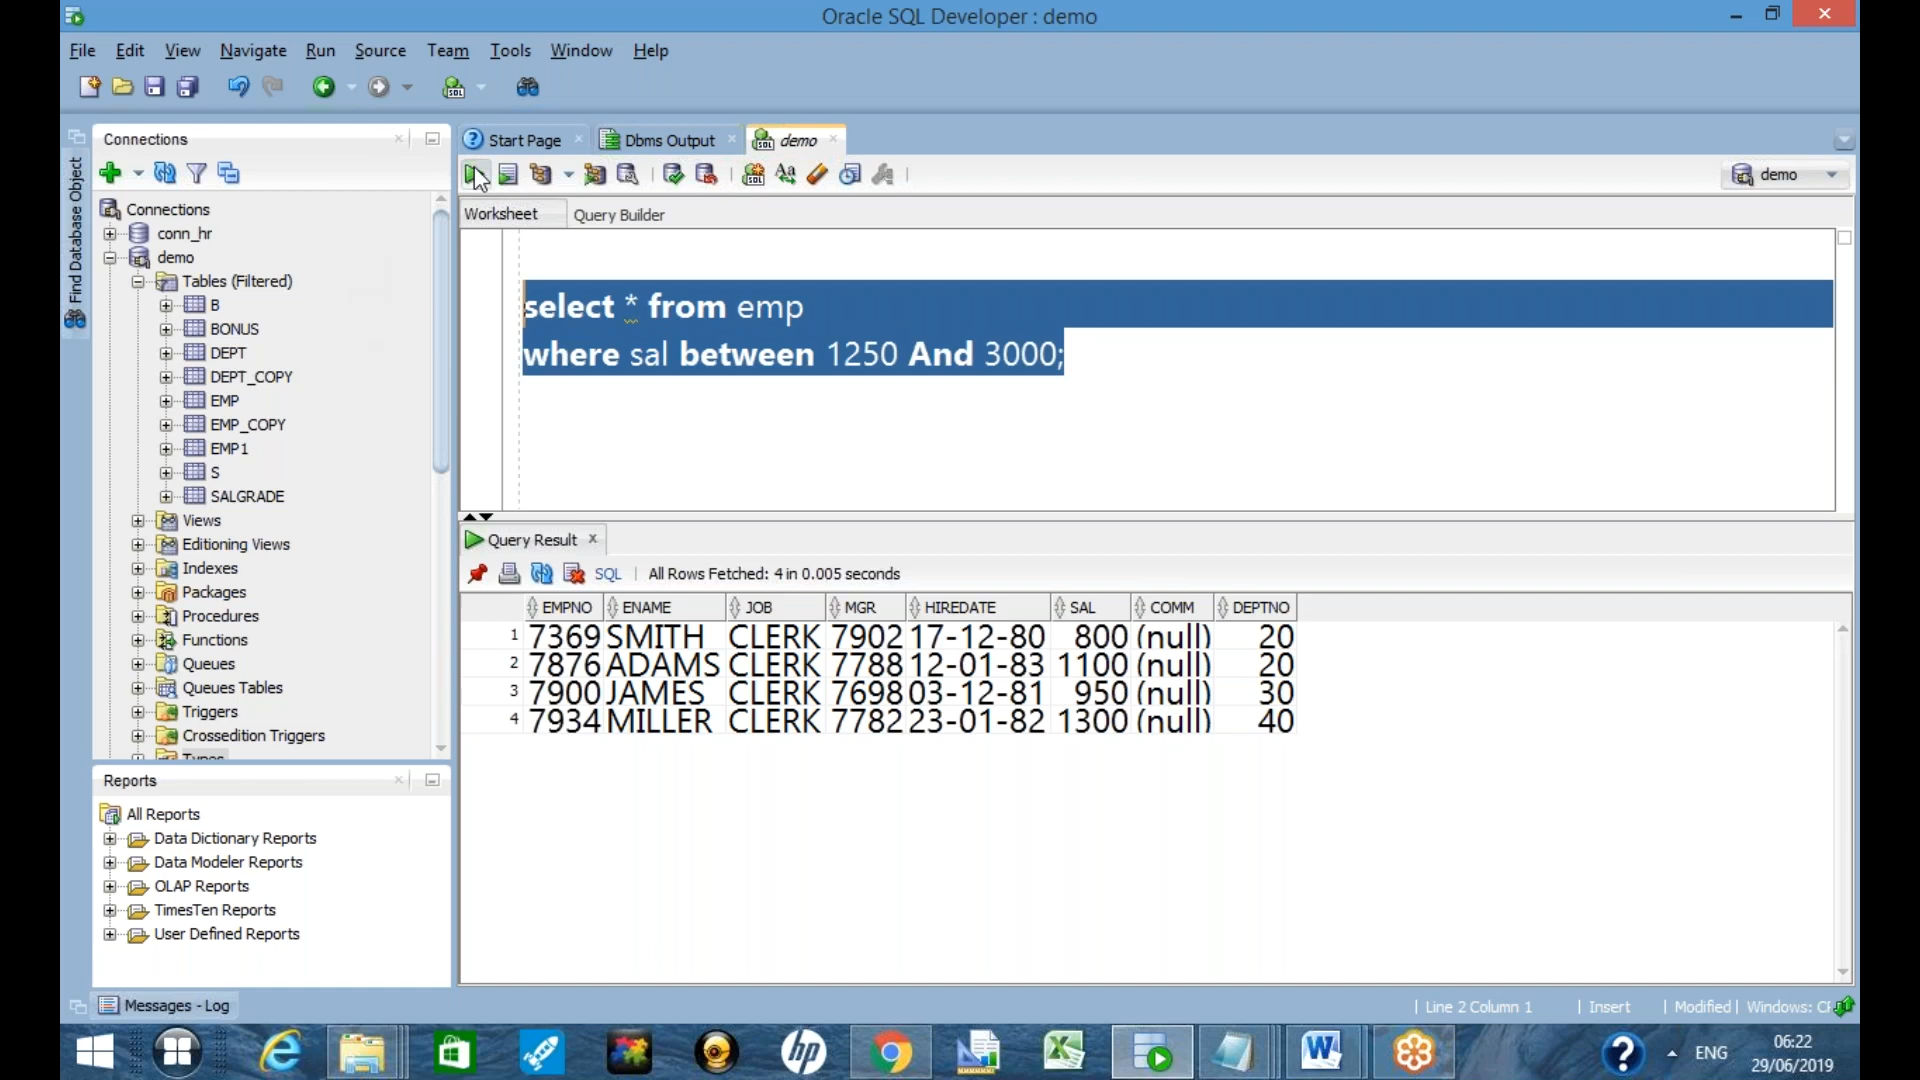 Oracle SQL Developer : demo
File Edit View Navigate Run Source Team Tools Window Help
Find Database Object
Connections
Connections
conn_hr
demo
Tables (Filtered)
B
BONUS
DEPT
DEPT_COPY
EMP
EMP_COPY
EMP1
S
SALGRADE
Views
Editioning Views
Indexes
Packages
Procedures
Functions
Queues
Queues Tables
Triggers
Crossedition Triggers
Types
Reports
All Reports
Data Dictionary Reports
Data Modeler Reports
OLAP Reports
TimesTen Reports
User Defined Reports
Start Page Dbms Output demo
demo
Worksheet Query Builder
select * from emp
where sal between 1250 And 3000;
Query Result
SQL | All Rows Fetched: 4 in 0.005 seconds
EMPNO ENAME JOB MGR HIREDATE SAL COMM DEPTNO
1 7369 SMITH CLERK 7902 17-12-80 800 (null) 20
2 7876 ADAMS CLERK 7788 12-01-83 1100 (null) 20
3 7900 JAMES CLERK 7698 03-12-81 950 (null) 30
4 7934 MILLER CLERK 7782 23-01-82 1300 (null) 40
Messages - Log
| Line 2 Column 1 | Insert | Modified | Windows:
hp
ENG
06:22
29/06/2019